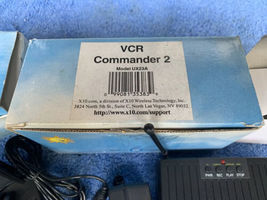 VCR
Commander 2
Model UX23A
X10.com, a division of X10 Wireless Technology, Inc.
3824 North 5th St., Suite C, North Las Vegas, NV 89032
http://www.x10.com/support
PWR REC PLAY STOP